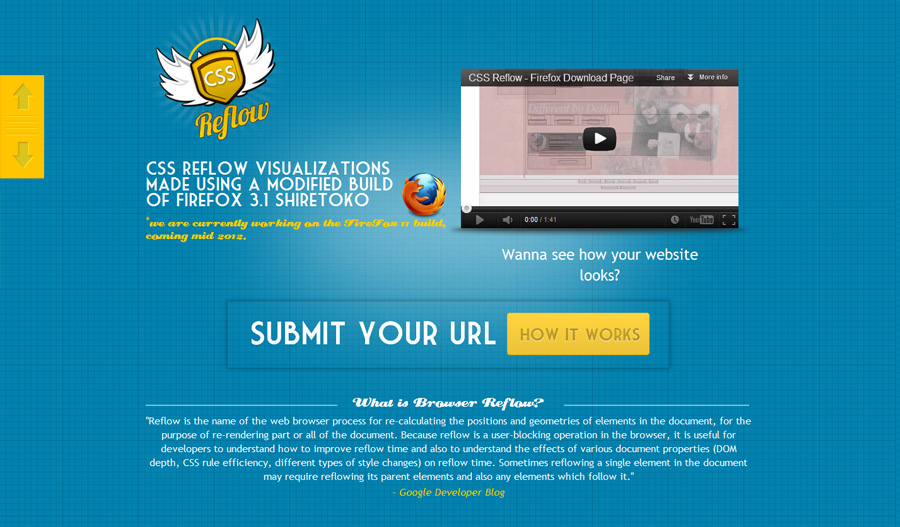 CSS
Reflow
CSS REFLOW VISUALIZATIONS
MADE USING A MODIFIED BUILD
OF FIREFOX 3.1 SHIRETOKO
*we are currently working on the FireFox 11 build,
coming mid 2012.
CSS Reflow - Firefox Download Page
Share
More info
Different by Design
0:00 / 1:41
YouTube
Wanna see how your website
looks?
SUBMIT YOUR URL
HOW IT WORKS
What is Browser Reflow?
"Reflow is the name of the web browser process for re-calculating the positions and geometries of elements in the document, for the
purpose of re-rendering part or all of the document. Because reflow is a user-blocking operation in the browser, it is useful for
developers to understand how to improve reflow time and also to understand the effects of various document properties (DOM
depth, CSS rule efficiency, different types of style changes) on reflow time. Sometimes reflowing a single element in the document
may require reflowing its parent elements and also any elements which follow it."
- Google Developer Blog